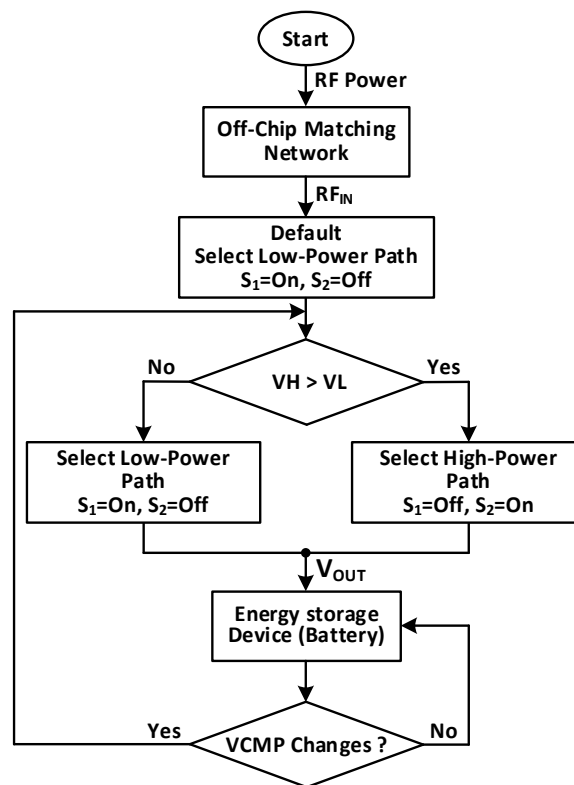 Start
RF Power
Off-Chip Matching
Network
RF_IN
Default
Select Low-Power Path
S₁=On, S₂=Off
No
VH > VL
Yes
Select Low-Power
Path
S₁=On, S₂=Off
Select High-Power
Path
S₁=Off, S₂=On
V_OUT
Energy storage
Device (Battery)
Yes
VCMP Changes ?
No